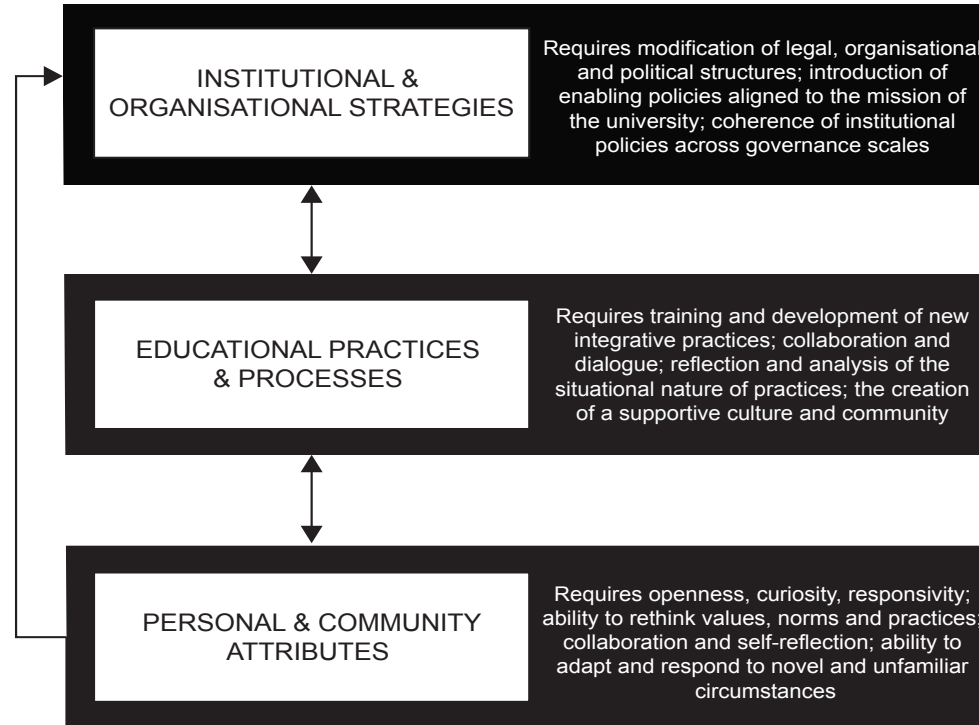 INSTITUTIONAL &
ORGANISATIONAL STRATEGIES
Requires modification of legal, organisational
and political structures; introduction of
enabling policies aligned to the mission of
the university; coherence of institutional
policies across governance scales
EDUCATIONAL PRACTICES
& PROCESSES
Requires training and development of new
integrative practices; collaboration and
dialogue; reflection and analysis of the
situational nature of practices; the creation
of a supportive culture and community
PERSONAL & COMMUNITY
ATTRIBUTES
Requires openness, curiosity, responsivity;
ability to rethink values, norms and practices;
collaboration and self-reflection; ability to
adapt and respond to novel and unfamiliar
circumstances